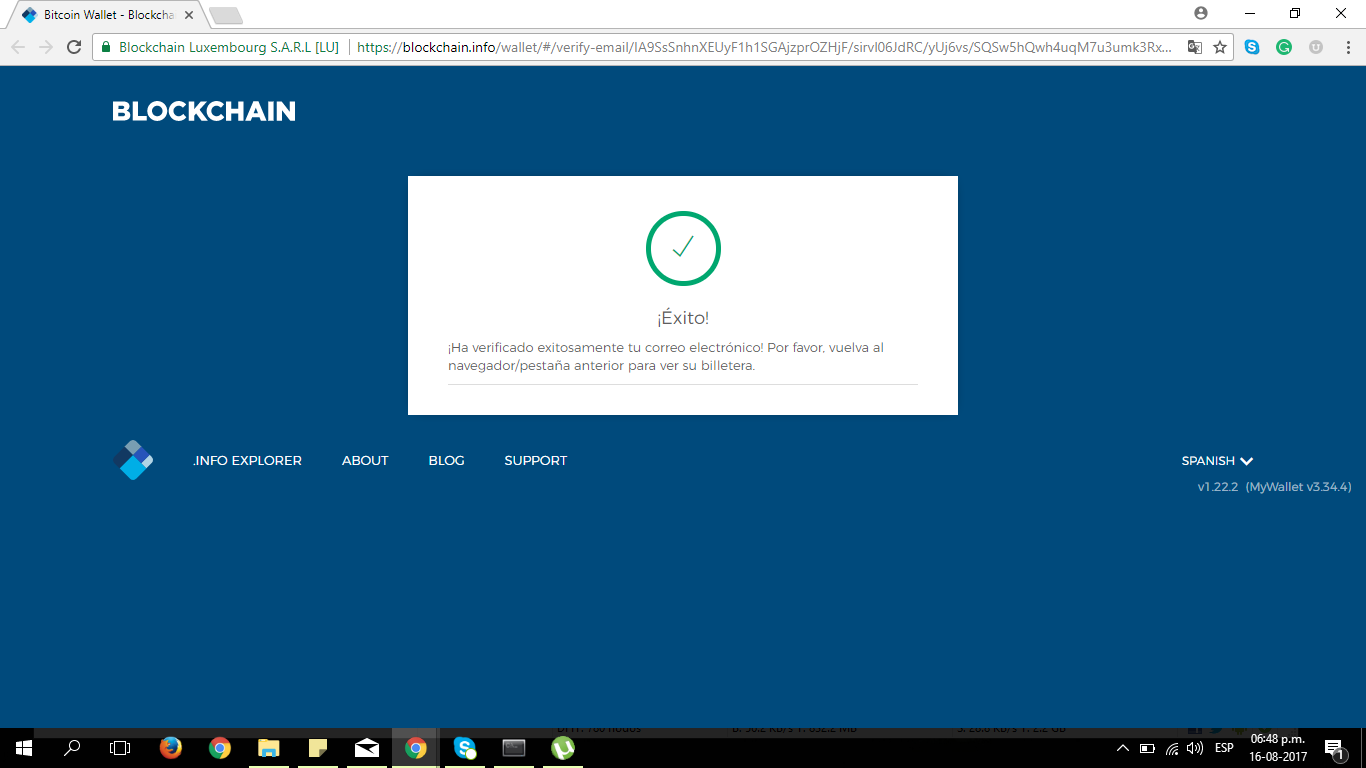 Bitcoin Wallet - Blockcha
Blockchain Luxembourg S.A.R.L [LU]
https://blockchain.info/wallet/#/verify-email/IA9SsSnhnXEUyF1h1SGAjzprOZHjF/sirvl06JdRC/yUj6vs/SQSw5hQwh4uqM7u3umk3Rx...
BLOCKCHAIN
¡Éxito!
¡Ha verificado exitosamente tu correo electrónico! Por favor, vuelva al
navegador/pestaña anterior para ver su billetera.
.INFO EXPLORER
ABOUT
BLOG
SUPPORT
SPANISH
v1.22.2 (MyWallet v3.34.4)
ESP
06:48 p.m.
16-08-2017
1